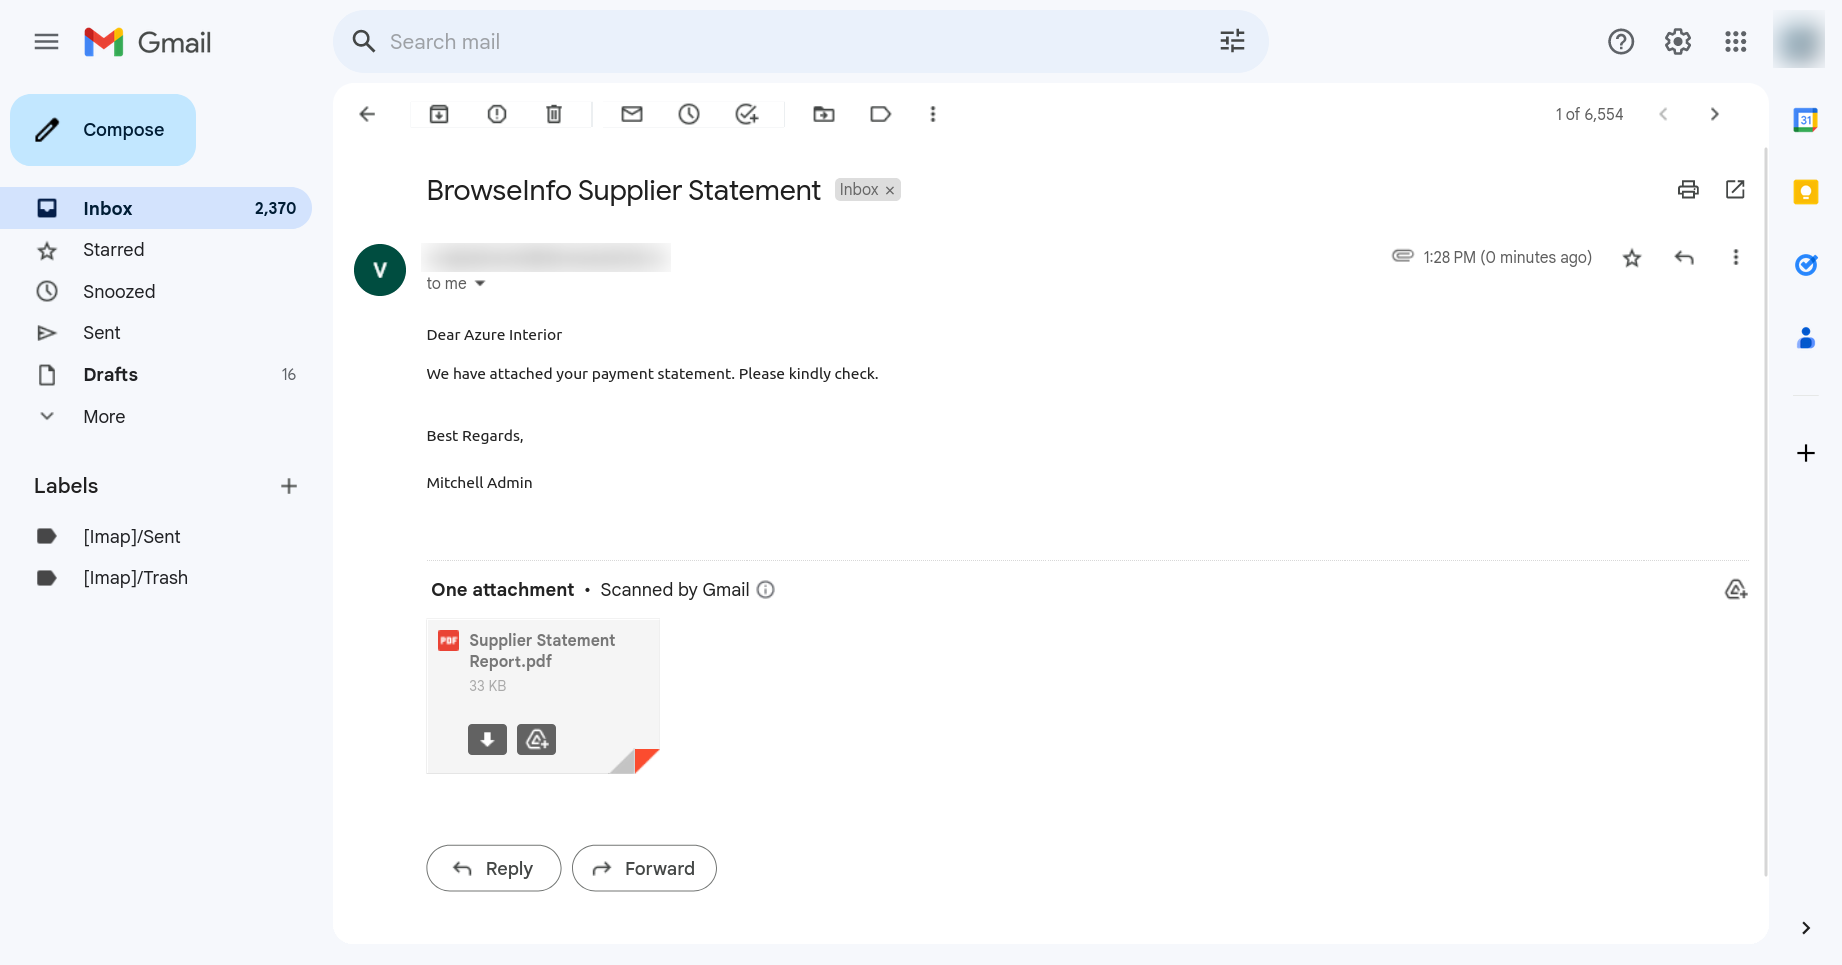 Gmail
Search mail
Compose
1 of 6,554
Inbox 2,370
Starred
Snoozed
Sent
Drafts 16
More
Labels
[Imap]/Sent
[Imap]/Trash
BrowseInfo Supplier Statement Inbox ×
V
1:28 PM (0 minutes ago)
to me
Dear Azure Interior
We have attached your payment statement. Please kindly check.
Best Regards,
Mitchell Admin
One attachment • Scanned by Gmail
PDF Supplier Statement
Report.pdf
33 KB
Reply Forward
31